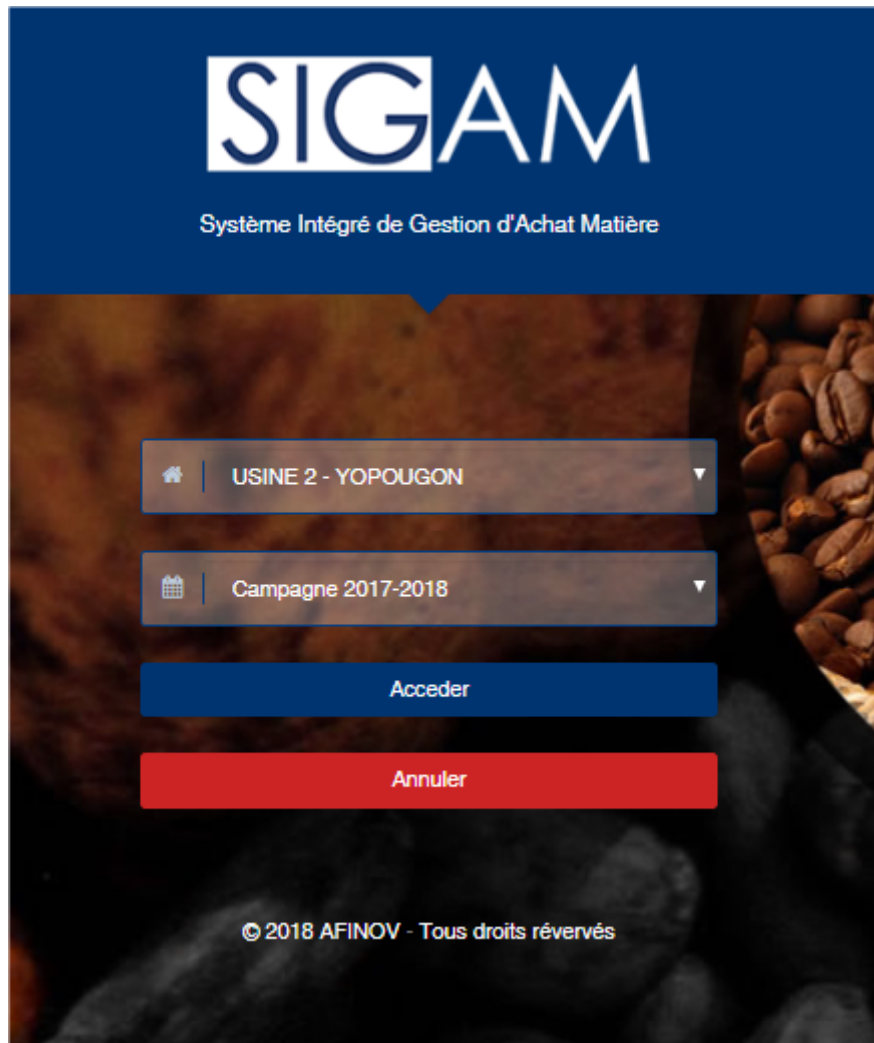 SIGAM
Système Intégré de Gestion d'Achat Matière
USINE 2 - YOPOUGON
Campagne 2017-2018
Acceder
Annuler
© 2018 AFINOV - Tous droits révervés